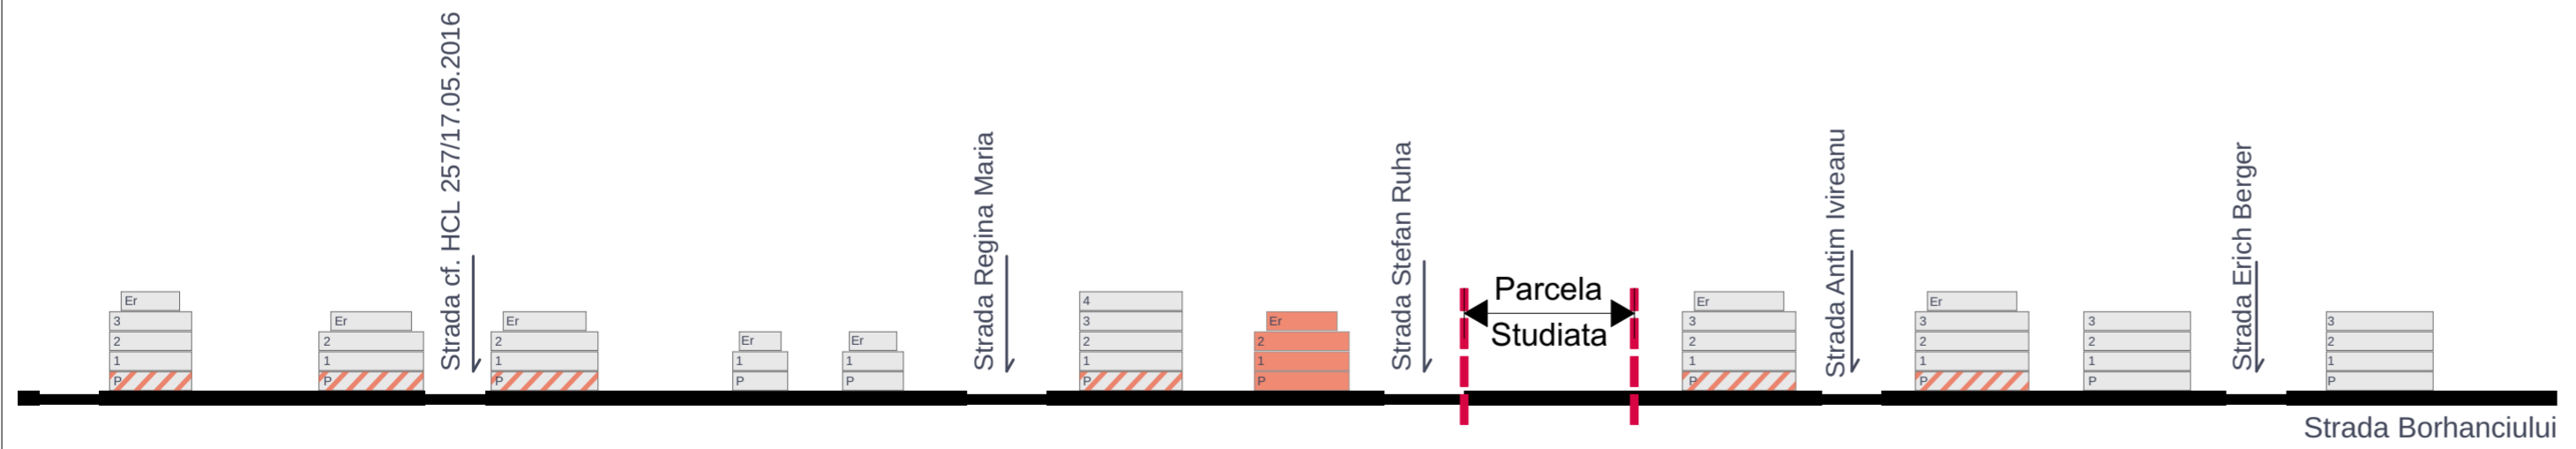 Strada cf. HCL 257/17.05.2016
Strada Regina Maria
Strada Stefan Ruha
Strada Antim Ivireanu
Strada Erich Berger
Er
3
2
1
P
Er
2
1
P
Er
2
1
P
Er
1
P
Er
1
P
4
3
2
1
P
Er
2
1
P
Parcela
Studiata
Er
3
2
1
P
Er
3
2
1
P
3
2
1
P
3
2
1
P
Strada Borhanciului